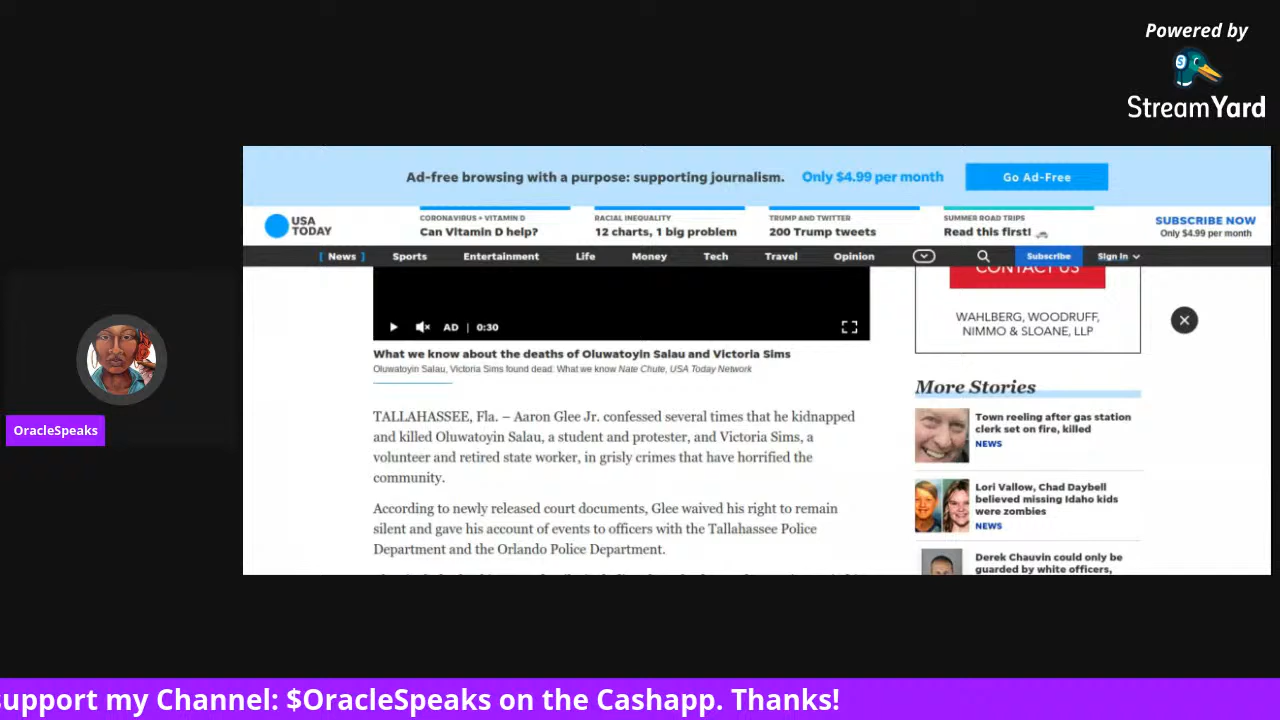 Powered by
StreamYard
Ad-free browsing with a purpose: supporting journalism. Only $4.99 per month Go Ad-Free
USA
TODAY
CORONAVIRUS + VITAMIN D
Can Vitamin D help?
RACIAL INEQUALITY
12 charts, 1 big problem
TRUMP AND TWITTER
200 Trump tweets
SUMMER ROAD TRIPS
Read this first!
SUBSCRIBE NOW
Only $4.99 per month
[ News ] Sports Entertainment Life Money Tech Travel Opinion Subscribe Sign In
CONTACT US
WAHLBERG, WOODRUFF,
NIMMO & SLOANE, LLP
AD | 0:30
What we know about the deaths of Oluwatoyin Salau and Victoria Sims
Oluwatoyin Salau, Victoria Sims found dead: What we know Nate Chute, USA Today Network
TALLAHASSEE, Fla. – Aaron Glee Jr. confessed several times that he kidnapped
and killed Oluwatoyin Salau, a student and protester, and Victoria Sims, a
volunteer and retired state worker, in grisly crimes that have horrified the
community.
According to newly released court documents, Glee waived his right to remain
silent and gave his account of events to officers with the Tallahassee Police
Department and the Orlando Police Department.
More Stories
Town reeling after gas station
clerk set on fire, killed
NEWS
Lori Vallow, Chad Daybell
believed missing Idaho kids
were zombies
NEWS
Derek Chauvin could only be
guarded by white officers,
OracleSpeaks
support my Channel: $OracleSpeaks on the Cashapp. Thanks!